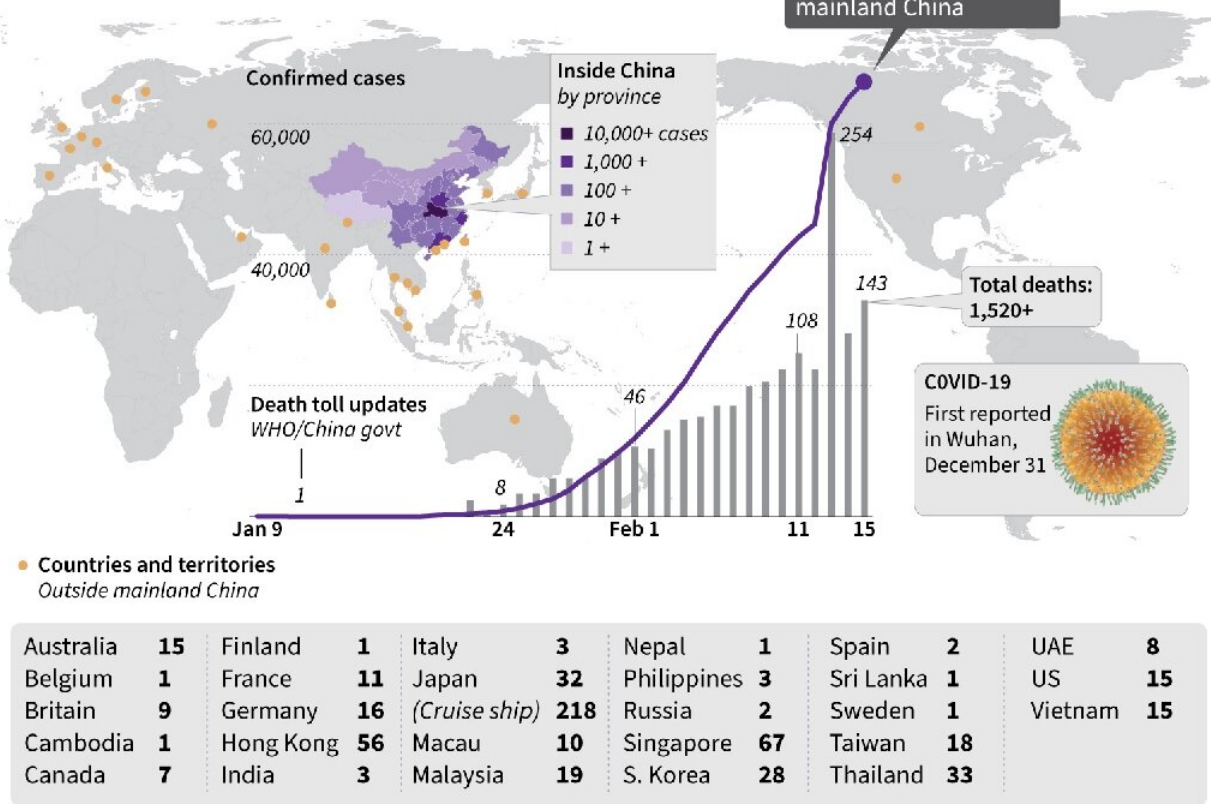 mainland China
Confirmed cases
Inside China
by province
10,000+ cases
1,000 +
100 +
10 +
1 +
60,000
254
40,000
143
Total deaths:
1,520+
108
C0VID-19
First reported
in Wuhan,
December 31
46
Death toll updates
WHO/China govt
1
8
Jan 9
24
Feb 1
11
15
Countries and territories
Outside mainland China
Australia 15
Belgium 1
Britain 9
Cambodia 1
Canada 7
Finland 1
France 11
Germany 16
Hong Kong 56
India 3
Italy 3
Japan 32
(Cruise ship) 218
Macau 10
Malaysia 19
Nepal 1
Philippines 3
Russia 2
Singapore 67
S. Korea 28
Spain 2
Sri Lanka 1
Sweden 1
Taiwan 18
Thailand 33
UAE 8
US 15
Vietnam 15